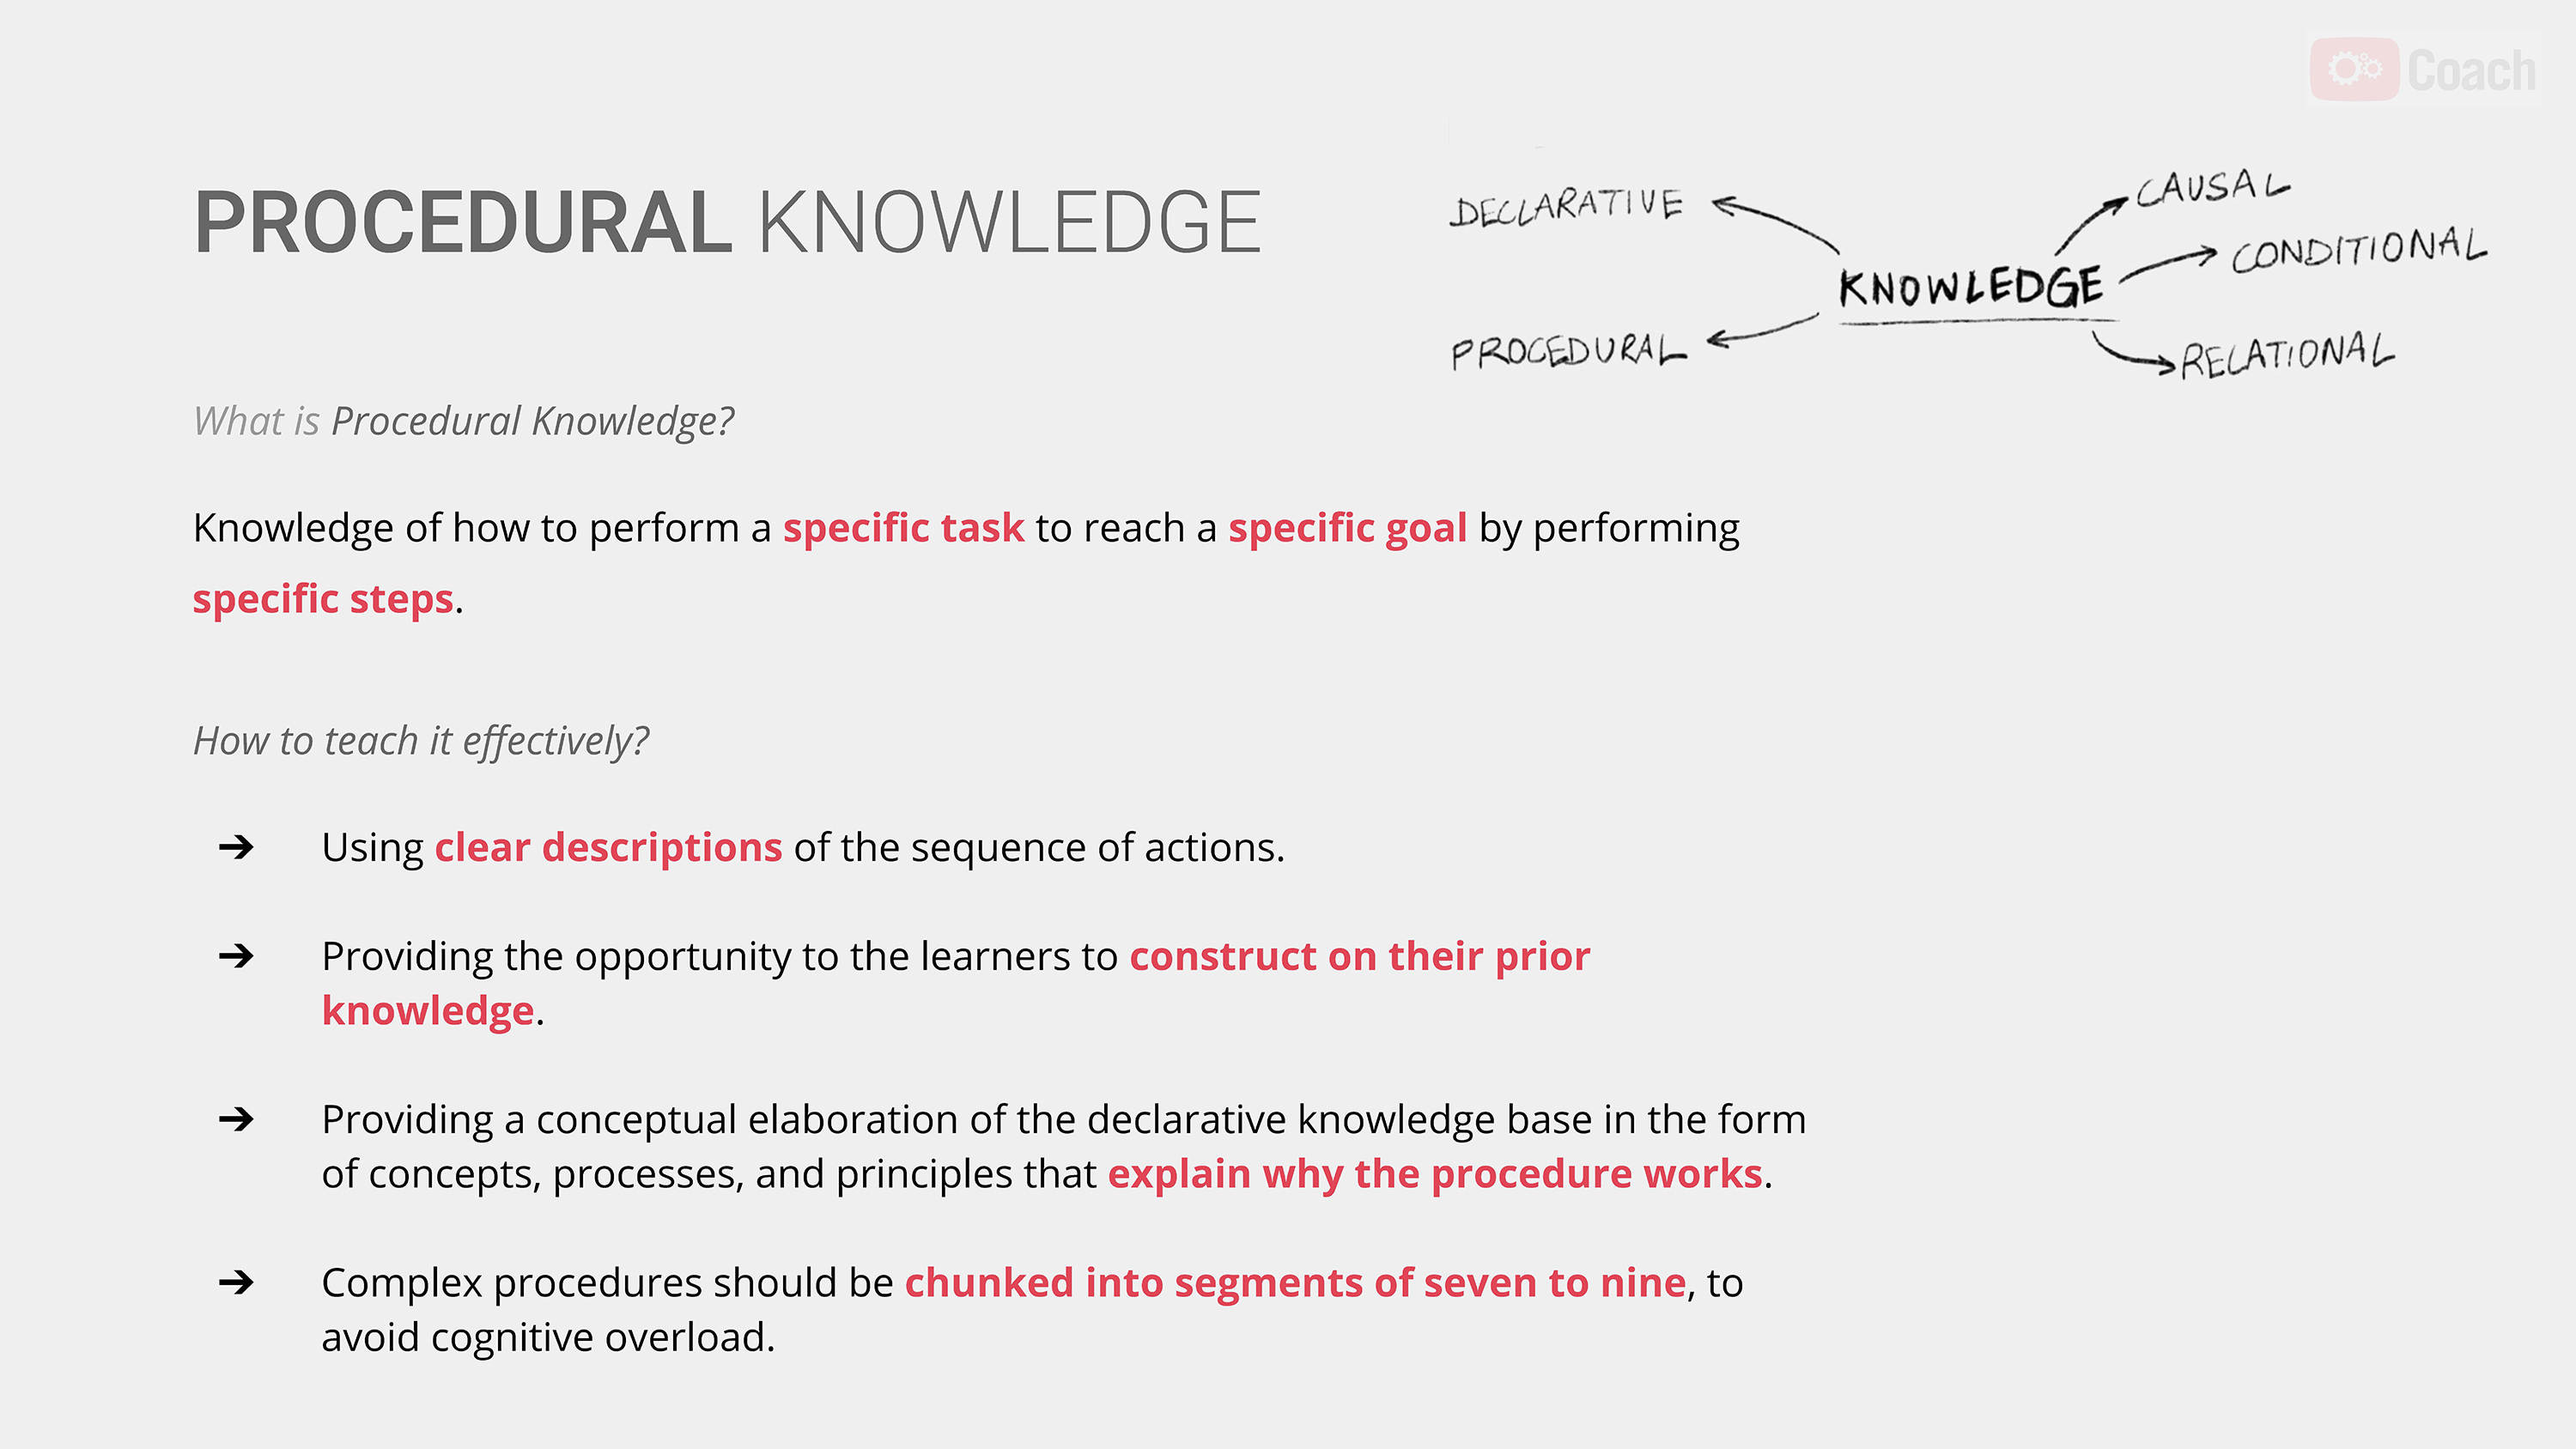 Coach
PROCEDURAL KNOWLEDGE
DECLARATIVE
CAUSAL
CONDITIONAL
KNOWLEDGE
PROCEDURAL
RELATIONAL
What is Procedural Knowledge?
Knowledge of how to perform a specific task to reach a specific goal by performing
specific steps.
How to teach it effectively?
➔ Using clear descriptions of the sequence of actions.
➔ Providing the opportunity to the learners to construct on their prior
knowledge.
➔ Providing a conceptual elaboration of the declarative knowledge base in the form
of concepts, processes, and principles that explain why the procedure works.
➔ Complex procedures should be chunked into segments of seven to nine, to
avoid cognitive overload.